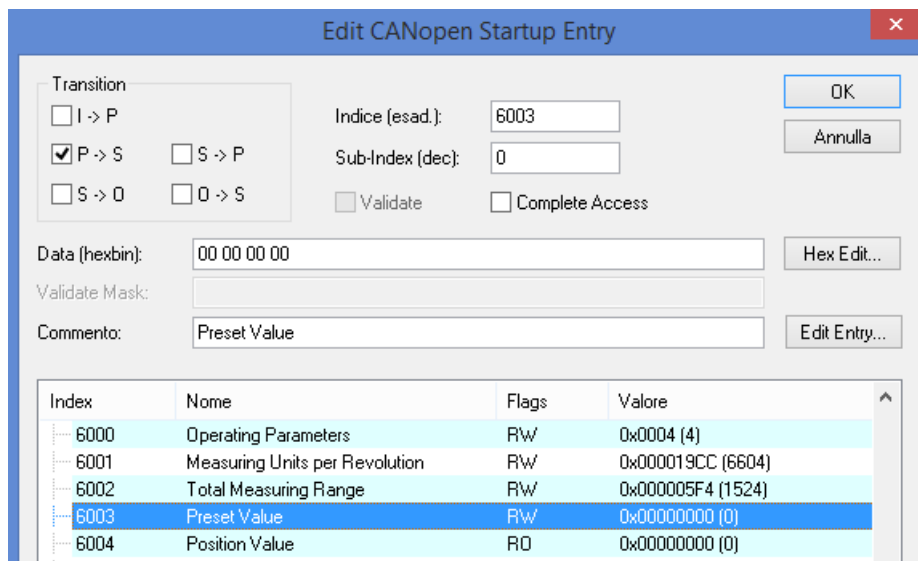 Edit CANopen Startup Entry
Transition
I -> P
P -> S
S -> P
S -> O
O -> S
Indice (esad.):
6003
Sub-Index (dec):
0
Validate
Complete Access
OK
Annulla
Data (hexbin):
00 00 00 00
Hex Edit...
Validate Mask:
Commento:
Preset Value
Edit Entry...
Index Nome Flags Valore
6000 Operating Parameters RW 0x0004 (4)
6001 Measuring Units per Revolution RW 0x000019CC (6604)
6002 Total Measuring Range RW 0x000005F4 (1524)
6003 Preset Value RW 0x00000000 (0)
6004 Position Value RO 0x00000000 (0)